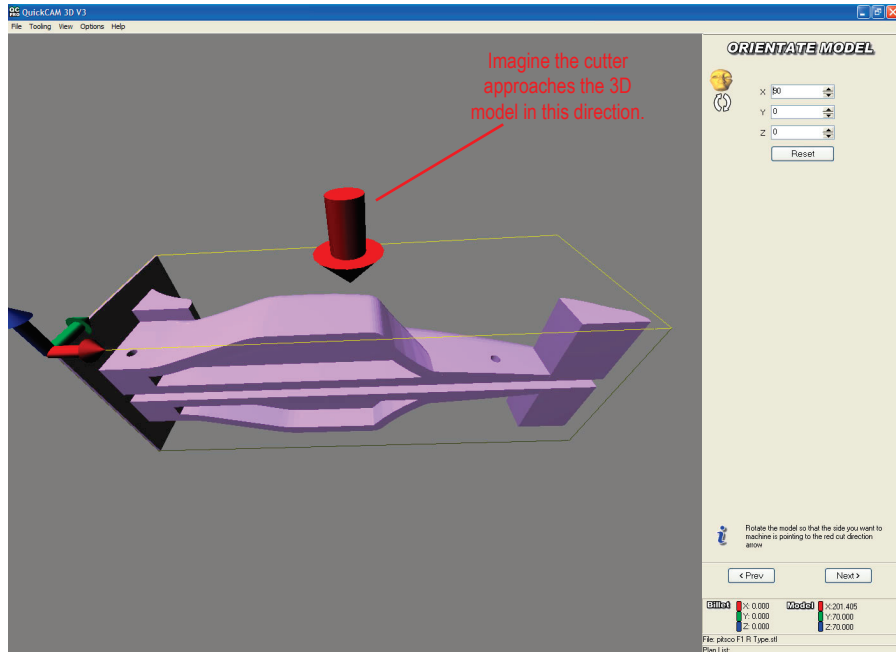 QC PRO QuickCAM 3D V3
File Tooling View Options Help
Imagine the cutter
approaches the 3D
model in this direction.
ORIENTATE MODEL
X 90
Y 0
Z 0
Reset
Rotate the model so that the side you want to
machine is pointing to the red cut direction
arrow
< Prev Next >
Billet X: 0.000 Model X:201.405
Y: 0.000 Y:70.000
Z: 0.000 Z:70.000
File: pitsco F1 R Type.stl
Plan List: